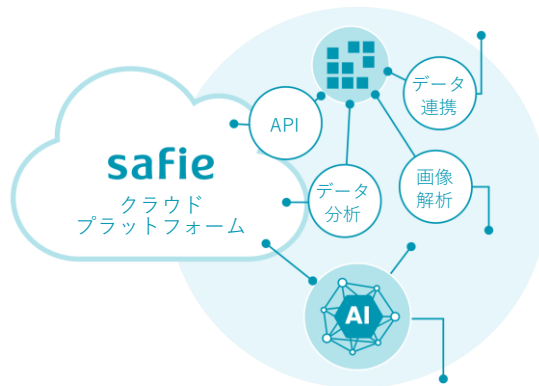 safie
クラウド
プラットフォーム
API
データ
連携
データ
分析
画像
解析
AI